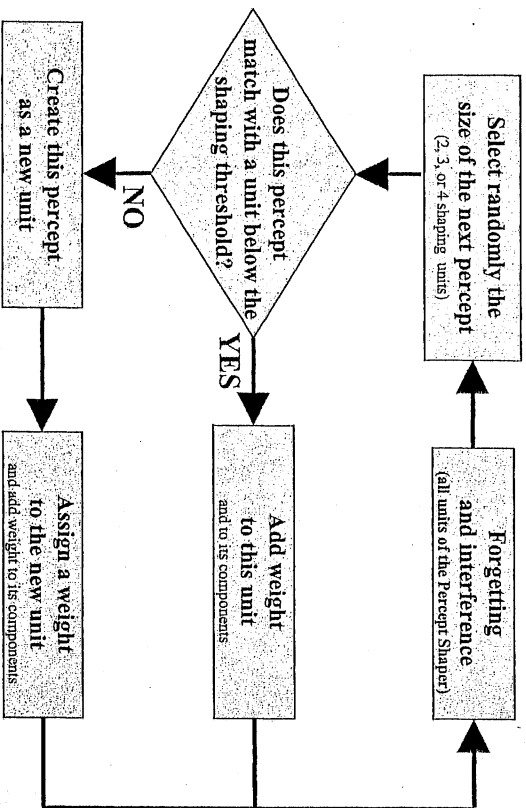 Select randomly the
size of the next percept
(2, 3, or 4 shaping units)
Forgetting
and interference
(all units of the Percept Shaper)
Does this percept
match with a unit below the
shaping threshold?
YES
Add weight
to this unit
and to its components
NO
Create this percept
as a new unit
Assign a weight
to the new unit
and add weight to its components